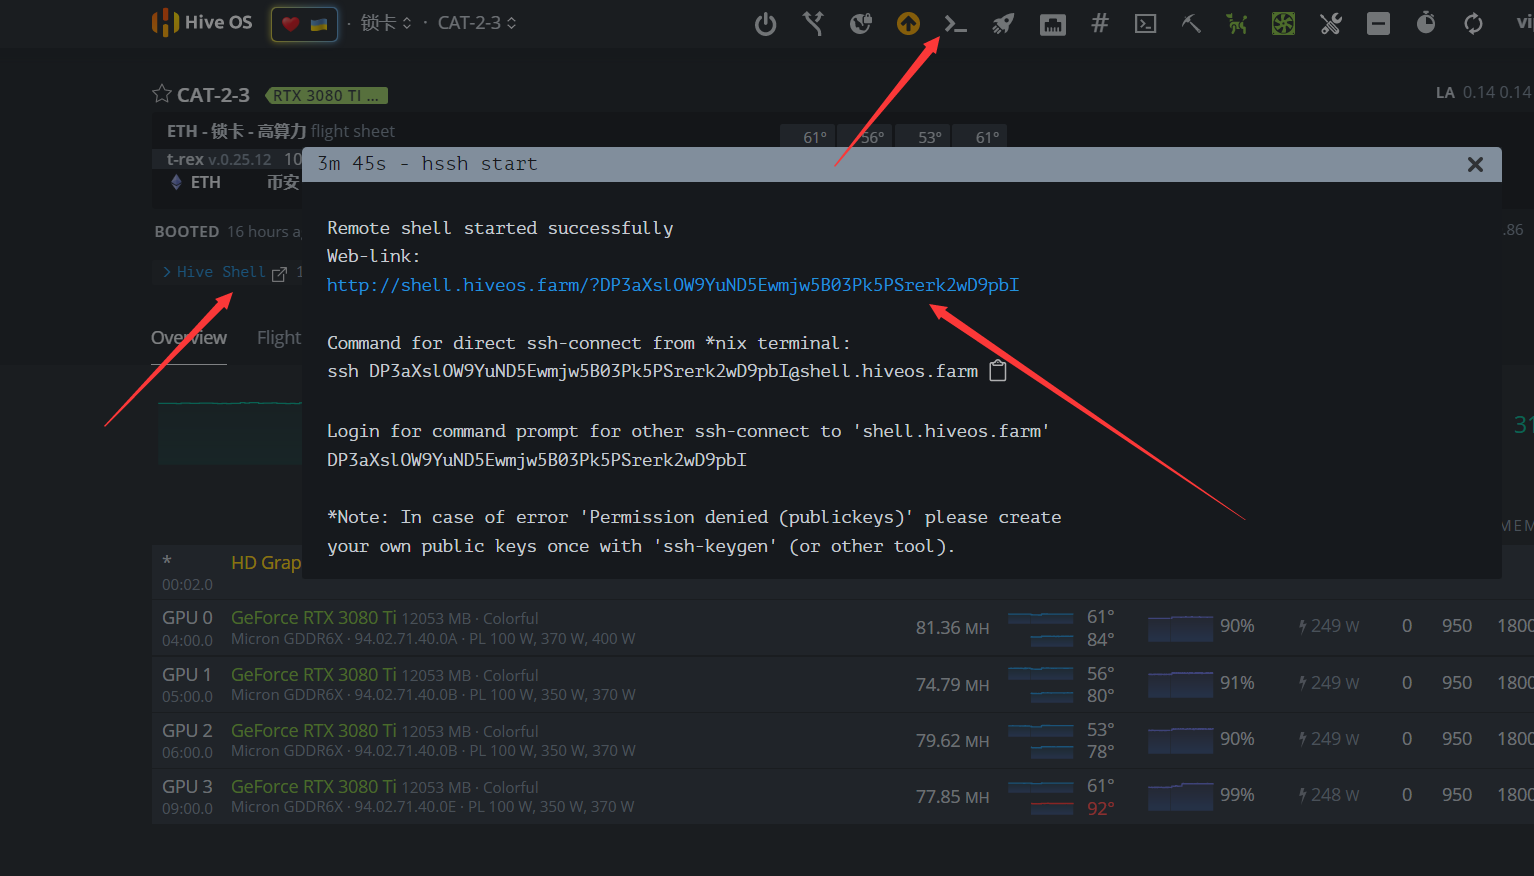 Hive OS · 锁卡 · CAT-2-3
CAT-2-3 RTX 3080 TI ...
LA 0.14 0.14
ETH - 锁卡 - 高算力 flight sheet
61° 56° 53° 61°
t-rex v.0.25.12 10
3m 45s - hssh start
ETH 币安
BOOTED 16 hours a
.86
Hive Shell 1
Remote shell started successfully
Web-link:
http://shell.hiveos.farm/?DP3aXslOW9YuND5Ewmjw5B03Pk5PSrerk2wD9pbI
Overview Flight
Command for direct ssh-connect from *nix terminal:
ssh DP3aXslOW9YuND5Ewmjw5B03Pk5PSrerk2wD9pbI@shell.hiveos.farm
Login for command prompt for other ssh-connect to 'shell.hiveos.farm'
DP3aXslOW9YuND5Ewmjw5B03Pk5PSrerk2wD9pbI
*Note: In case of error 'Permission denied (publickeys)' please create
your own public keys once with 'ssh-keygen' (or other tool).
31
MEM
* HD Grap
00:02.0
GPU 0 GeForce RTX 3080 Ti 12053 MB · Colorful 81.36 MH 61° 90% 249 W 0 950 1800
04:00.0 Micron GDDR6X · 94.02.71.40.0A · PL 100 W, 370 W, 400 W 84°
GPU 1 GeForce RTX 3080 Ti 12053 MB · Colorful 74.79 MH 56° 91% 249 W 0 950 1800
05:00.0 Micron GDDR6X · 94.02.71.40.0B · PL 100 W, 350 W, 370 W 80°
GPU 2 GeForce RTX 3080 Ti 12053 MB · Colorful 79.62 MH 53° 90% 249 W 0 950 1800
06:00.0 Micron GDDR6X · 94.02.71.40.0B · PL 100 W, 350 W, 370 W 78°
GPU 3 GeForce RTX 3080 Ti 12053 MB · Colorful 77.85 MH 61° 99% 248 W 0 950 1800
09:00.0 Micron GDDR6X · 94.02.71.40.0E · PL 100 W, 350 W, 370 W 92°